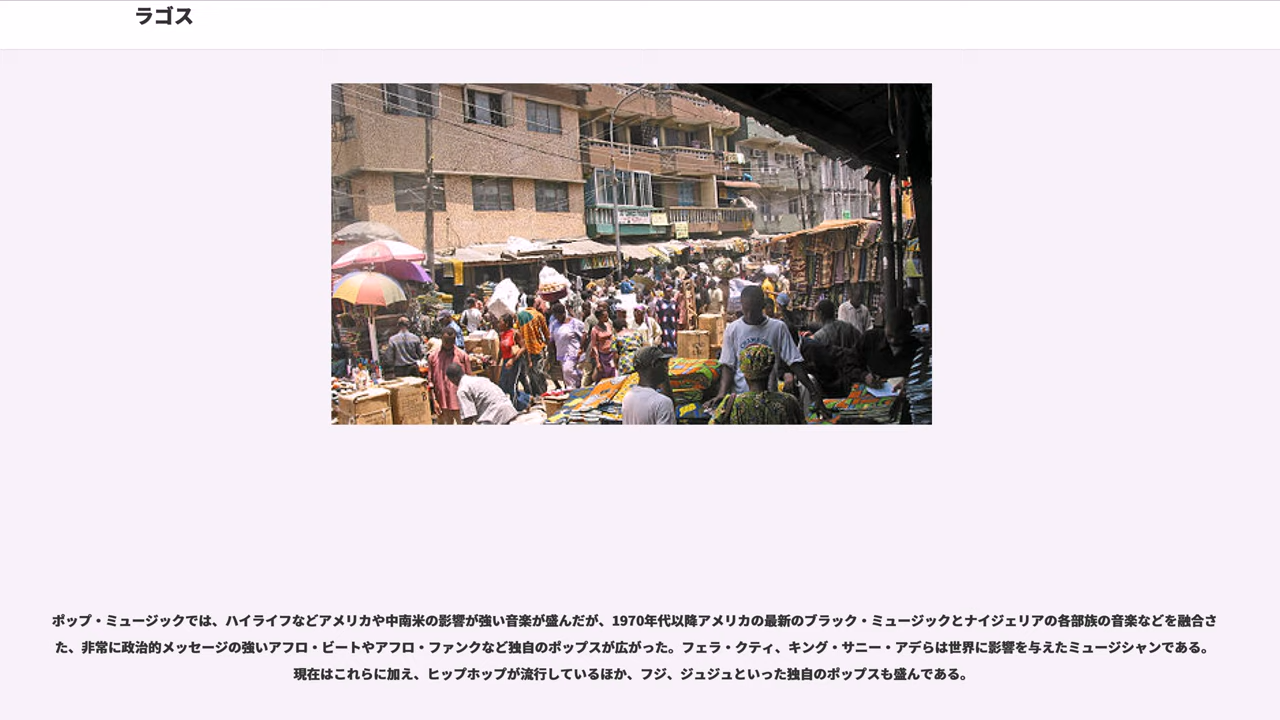 ラゴス
ポップ・ミュージックでは、ハイライフなどアメリカや中南米の影響が強い音楽が盛んだが、1970年代以降アメリカの最新のブラック・ミュージックとナイジェリアの各部族の音楽などを融合さ
た、非常に政治的メッセージの強いアフロ・ビートやアフロ・ファンクなど独自のポップスが広がった。フェラ・クティ、キング・サニー・アデらは世界に影響を与えたミュージシャンである。
現在はこれらに加え、ヒップホップが流行しているほか、フジ、ジュジュといった独自のポップスも盛んである。